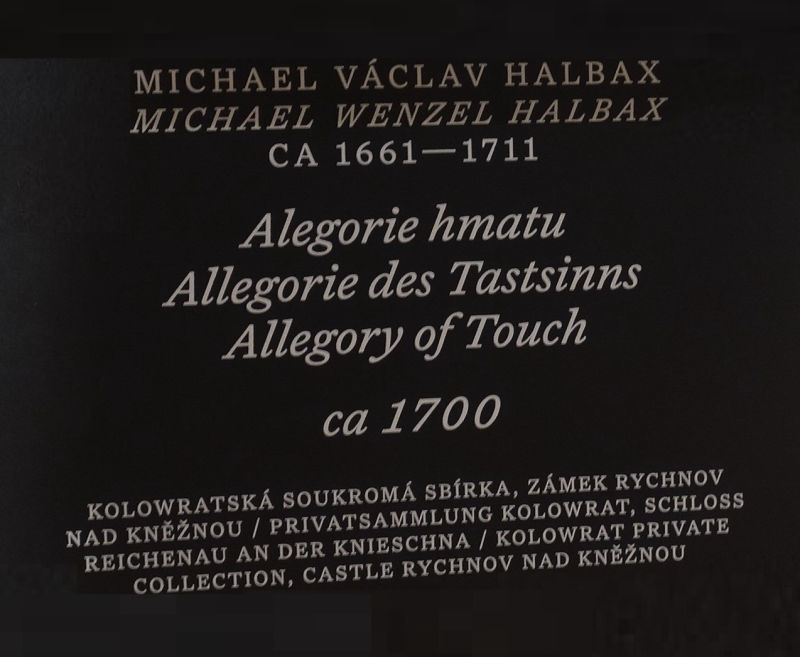 MICHAEL VÁCLAV HALBAX
MICHAEL WENZEL HALBAX
CA 1661—1711
Alegorie hmatu
Allegorie des Tastsinns
Allegory of Touch
ca 1700
KOLOWRATSKÁ SOUKROMÁ SBÍRKA, ZÁMEK RYCHNOV
NAD KNĚŽNOU / PRIVATSAMMLUNG KOLOWRAT, SCHLOSS
REICHENAU AN DER KNIESCHNA / KOLOWRAT PRIVATE
COLLECTION, CASTLE RYCHNOV NAD KNĚŽNOU